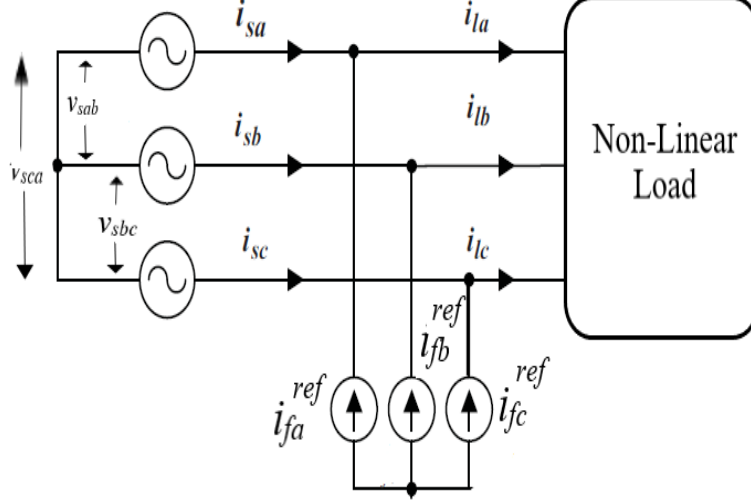 i_sa
i_la
v_sab
i_sb
i_lb
Non-Linear
Load
v_sca
v_sbc
i_sc
i_lc
i_fa^ref
i_fb^ref
i_fc^ref